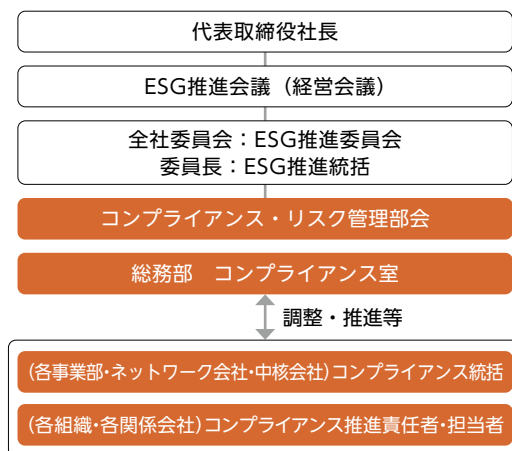 代表取締役社長
ESG推進会議（経営会議）
全社委員会：ESG推進委員会
委員長：ESG推進統括
コンプライアンス・リスク管理部会
総務部　コンプライアンス室
調整・推進等
(各事業部・ネットワーク会社・中核会社)コンプライアンス統括
(各組織・各関係会社)コンプライアンス推進責任者・担当者